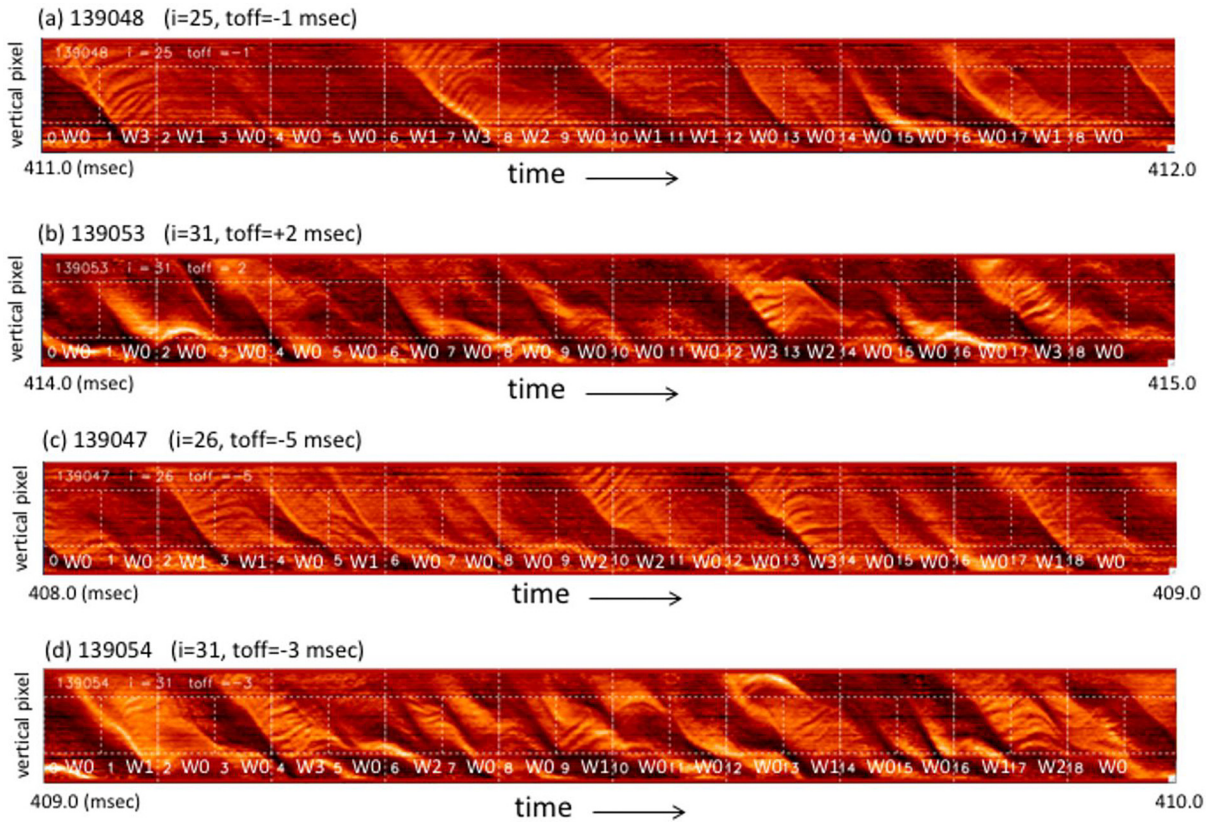 (a) 139048 (i=25, toff=-1 msec)
vertical pixel
139048 i = 25 toff =-1
0 W0 1 W3 2 W1 3 W0 4 W0 5 W0 6 W1 7 W3 8 W2 9 W0 10 W1 11 W1 12 W0 13 W0 14 W0 15 W0 16 W0 17 W1 18 W0
411.0 (msec) time 412.0
(b) 139053 (i=31, toff=+2 msec)
vertical pixel
139053 i = 31 toff = 2
0 W0 1 W0 2 W0 3 W0 4 W0 5 W0 6 W0 7 W0 8 W0 9 W0 10 W0 11 W0 12 W3 13 W2 14 W0 15 W0 16 W0 17 W3 18 W0
414.0 (msec) time 415.0
(c) 139047 (i=26, toff=-5 msec)
vertical pixel
139047 i = 26 toff =-5
0 W0 1 W0 2 W1 3 W1 4 W0 5 W1 6 W0 7 W0 8 W0 9 W2 10 W2 11 W0 12 W0 13 W3 14 W0 15 W0 16 W0 17 W1 18 W0
408.0 (msec) time 409.0
(d) 139054 (i=31, toff=-3 msec)
vertical pixel
139054 i = 31 toff =-3
0 W0 1 W1 2 W0 3 W0 4 W3 5 W0 6 W2 7 W0 8 W0 9 W1 10 W0 11 W0 12 W0 13 W1 14 W0 15 W0 16 W1 17 W2 18 W0
409.0 (msec) time 410.0